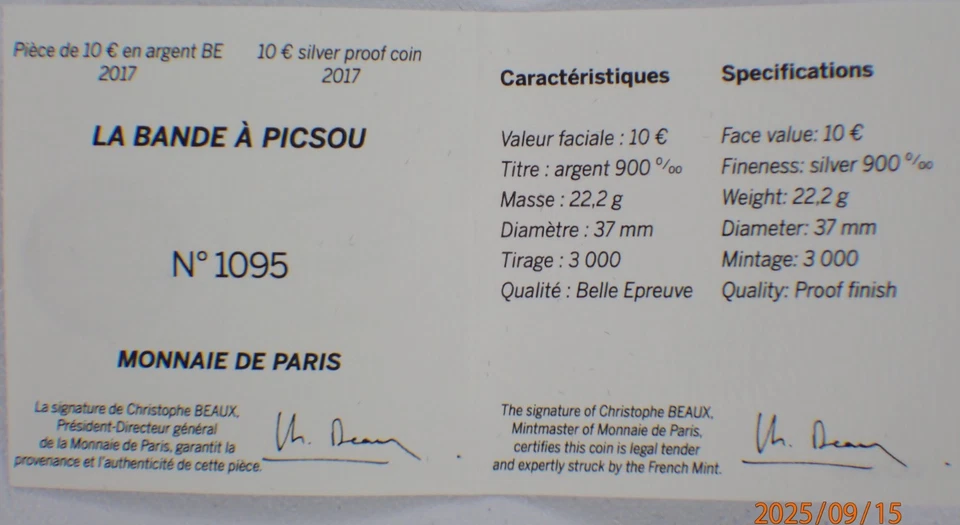 Pièce de 10 € en argent BE
2017
10 € silver proof coin
2017
LA BANDE À PICSOU
N° 1095
MONNAIE DE PARIS
La signature de Christophe BEAUX,
Président-Directeur général
de la Monnaie de Paris, garantit la
provenance et l'authenticité de cette pièce.
Ch. Beaux
Caractéristiques
Valeur faciale : 10 €
Titre : argent 900 ‰
Masse : 22,2 g
Diamètre : 37 mm
Tirage : 3 000
Qualité : Belle Epreuve
Specifications
Face value: 10 €
Fineness: silver 900 ‰
Weight: 22,2 g
Diameter: 37 mm
Mintage: 3 000
Quality: Proof finish
The signature of Christophe BEAUX,
Mintmaster of Monnaie de Paris,
certifies this coin is legal tender
and expertly struck by the French Mint.
Ch. Beaux
2025/09/15